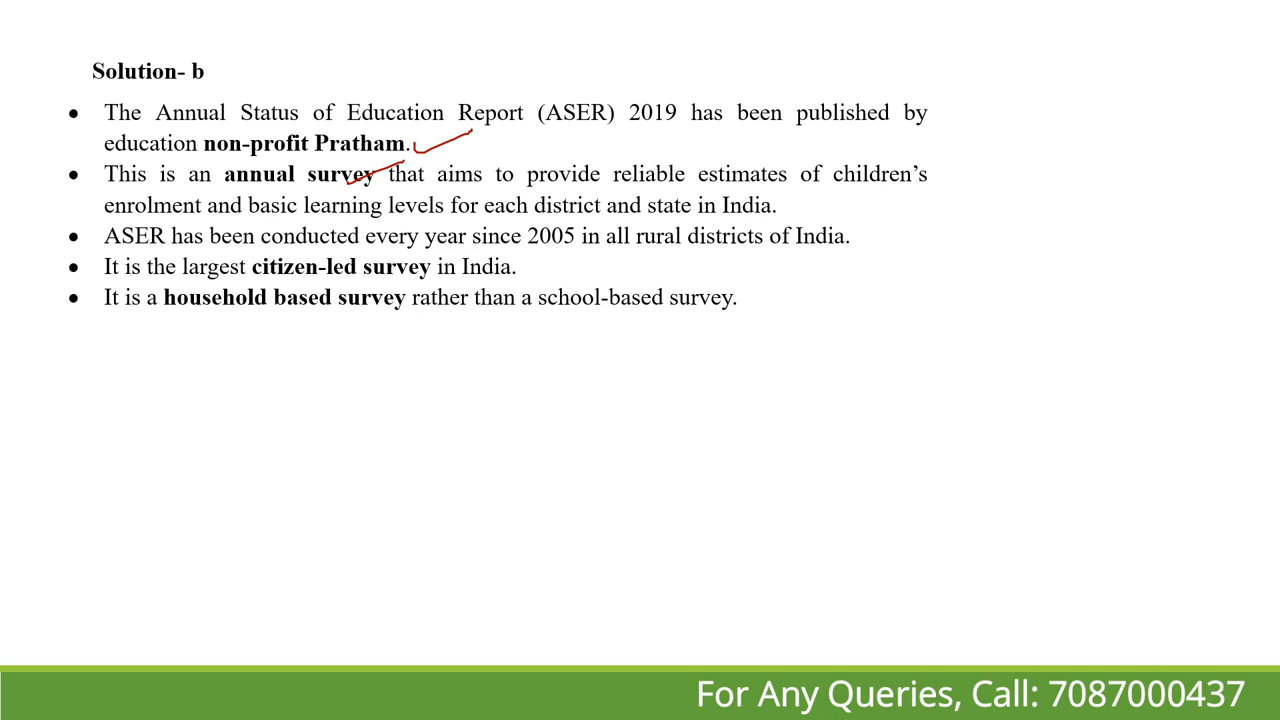 Solution- b
• The Annual Status of Education Report (ASER) 2019 has been published by
education non-profit Pratham.
• This is an annual survey that aims to provide reliable estimates of children’s
enrolment and basic learning levels for each district and state in India.
• ASER has been conducted every year since 2005 in all rural districts of India.
• It is the largest citizen-led survey in India.
• It is a household based survey rather than a school-based survey.
For Any Queries, Call: 7087000437